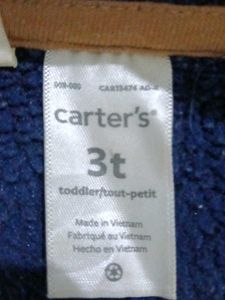 carter's®
3t
toddler/tout-petit
Made in Vietnam
Fabriqué au Vietnam
Hecho en Vietnam